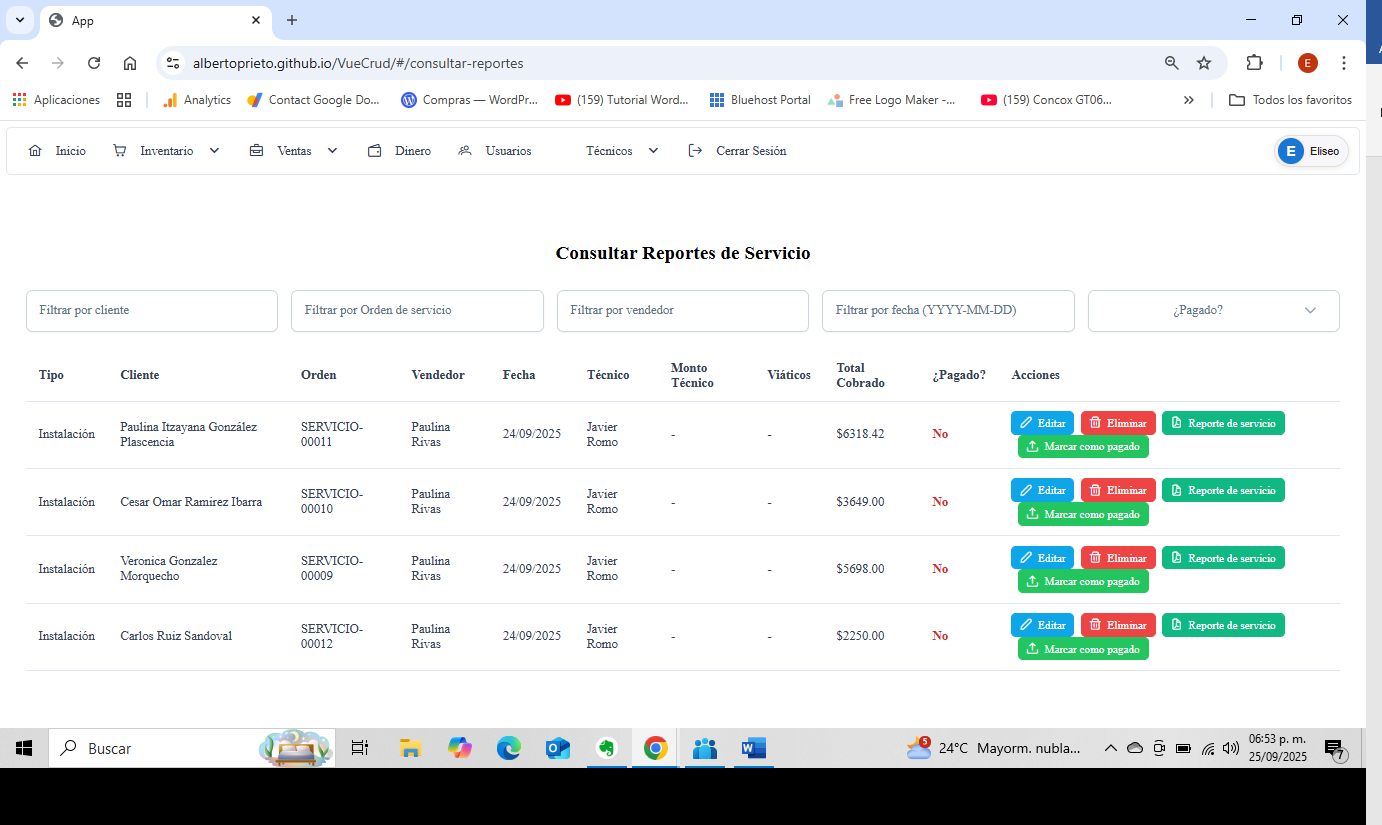 App
albertoprieto.github.io/VueCrud/#/consultar-reportes
E
Aplicaciones
Analytics
Contact Google Do...
Compras — WordPr...
(159) Tutorial Word...
Bluehost Portal
Free Logo Maker -...
(159) Concox GT06...
Todos los favoritos
Inicio
Inventario
Ventas
Dinero
Usuarios
Técnicos
Cerrar Sesión
E Eliseo
Consultar Reportes de Servicio
Filtrar por cliente
Filtrar por Orden de servicio
Filtrar por vendedor
Filtrar por fecha (YYYY-MM-DD)
¿Pagado?
Tipo
Cliente
Orden
Vendedor
Fecha
Técnico
Monto
Técnico
Viáticos
Total
Cobrado
¿Pagado?
Acciones
Instalación
Paulina Itzayana González
Plascencia
SERVICIO-
00011
Paulina
Rivas
24/09/2025
Javier
Romo
-
-
$6318.42
No
Editar
Eliminar
Reporte de servicio
Marcar como pagado
Instalación
Cesar Omar Ramirez Ibarra
SERVICIO-
00010
Paulina
Rivas
24/09/2025
Javier
Romo
-
-
$3649.00
No
Editar
Eliminar
Reporte de servicio
Marcar como pagado
Instalación
Veronica Gonzalez
Morquecho
SERVICIO-
00009
Paulina
Rivas
24/09/2025
Javier
Romo
-
-
$5698.00
No
Editar
Eliminar
Reporte de servicio
Marcar como pagado
Instalación
Carlos Ruiz Sandoval
SERVICIO-
00012
Paulina
Rivas
24/09/2025
Javier
Romo
-
-
$2250.00
No
Editar
Eliminar
Reporte de servicio
Marcar como pagado
Buscar
5
24°C Mayorm. nubla...
06:53 p. m.
25/09/2025
7